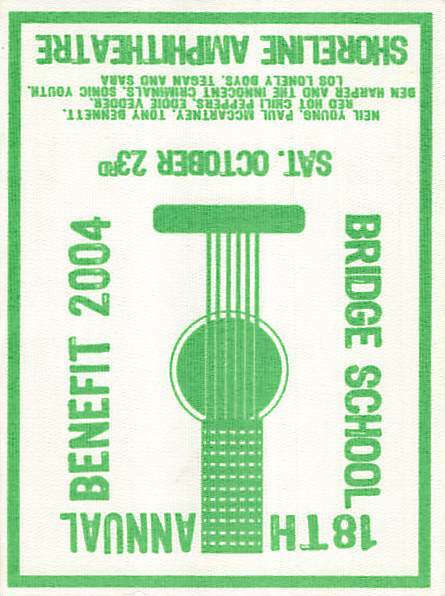 18TH ANNUAL
BRIDGE SCHOOL
BENEFIT 2004
SAT. OCTOBER 23RD
NEIL YOUNG, PAUL MCCARTNEY, TONY BENNETT,
RED HOT CHILI PEPPERS, EDDIE VEDDER,
BEN HARPER AND THE INNOCENT CRIMINALS, SONIC YOUTH,
LOS LONELY BOYS, TEGAN AND SARA
SHORELINE AMPHITHEATRE